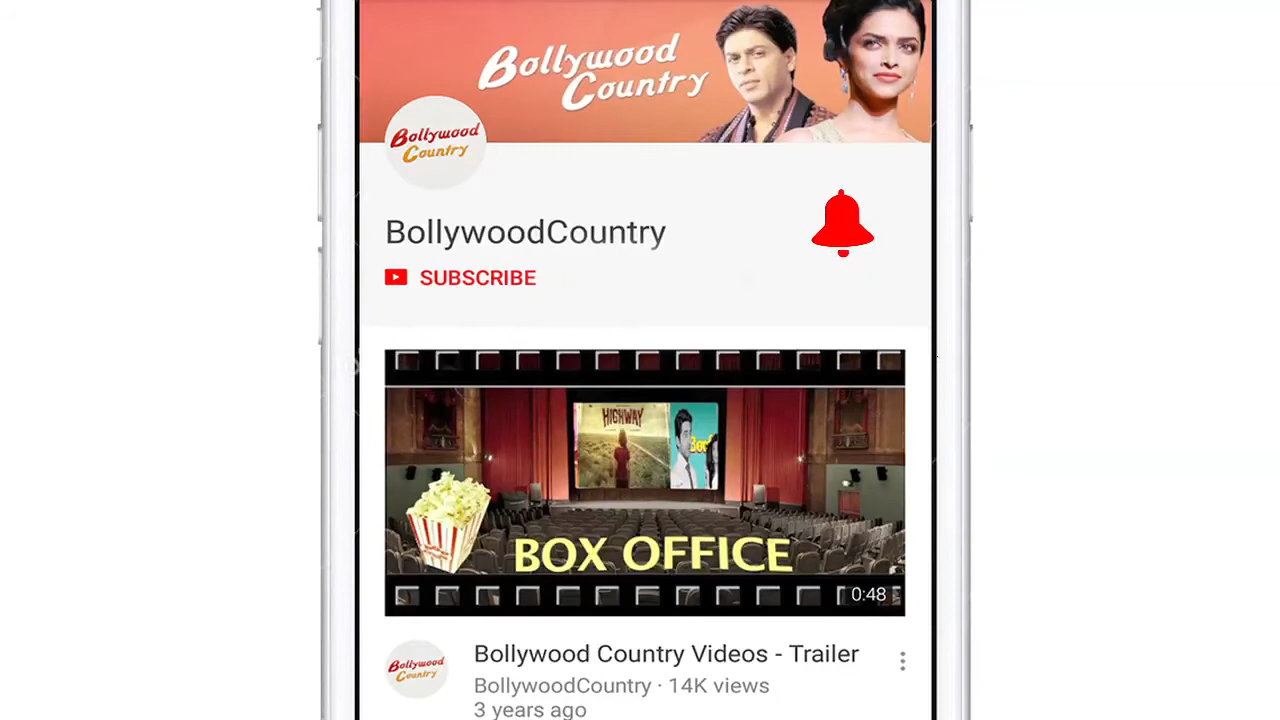 Bollywood
Country
Bollywood
Country
BollywoodCountry
SUBSCRIBE
HIGHWAY
BOX OFFICE
0:48
Bollywood
Country
Bollywood Country Videos - Trailer
BollywoodCountry · 14K views
3 years ago